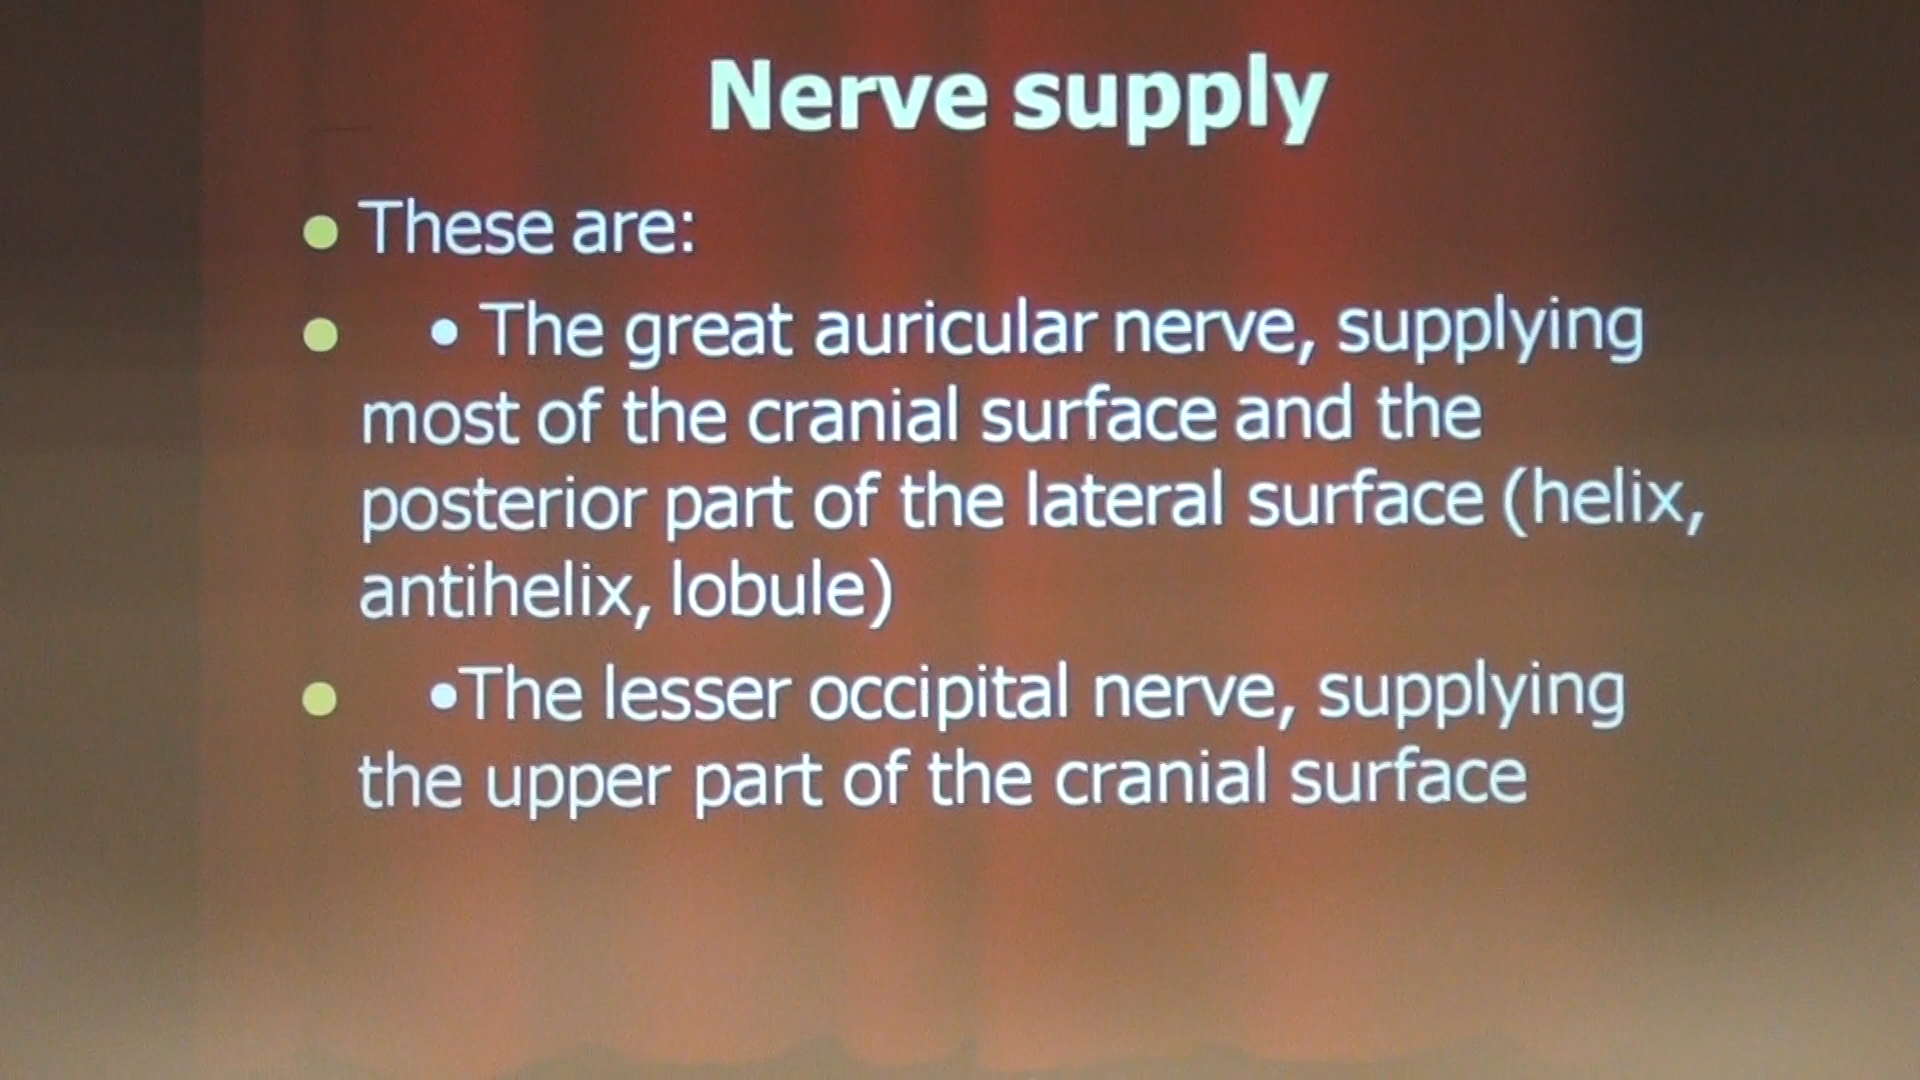 Nerve supply
These are:
• The great auricular nerve, supplying
most of the cranial surface and the
posterior part of the lateral surface (helix,
antihelix, lobule)
•The lesser occipital nerve, supplying
the upper part of the cranial surface